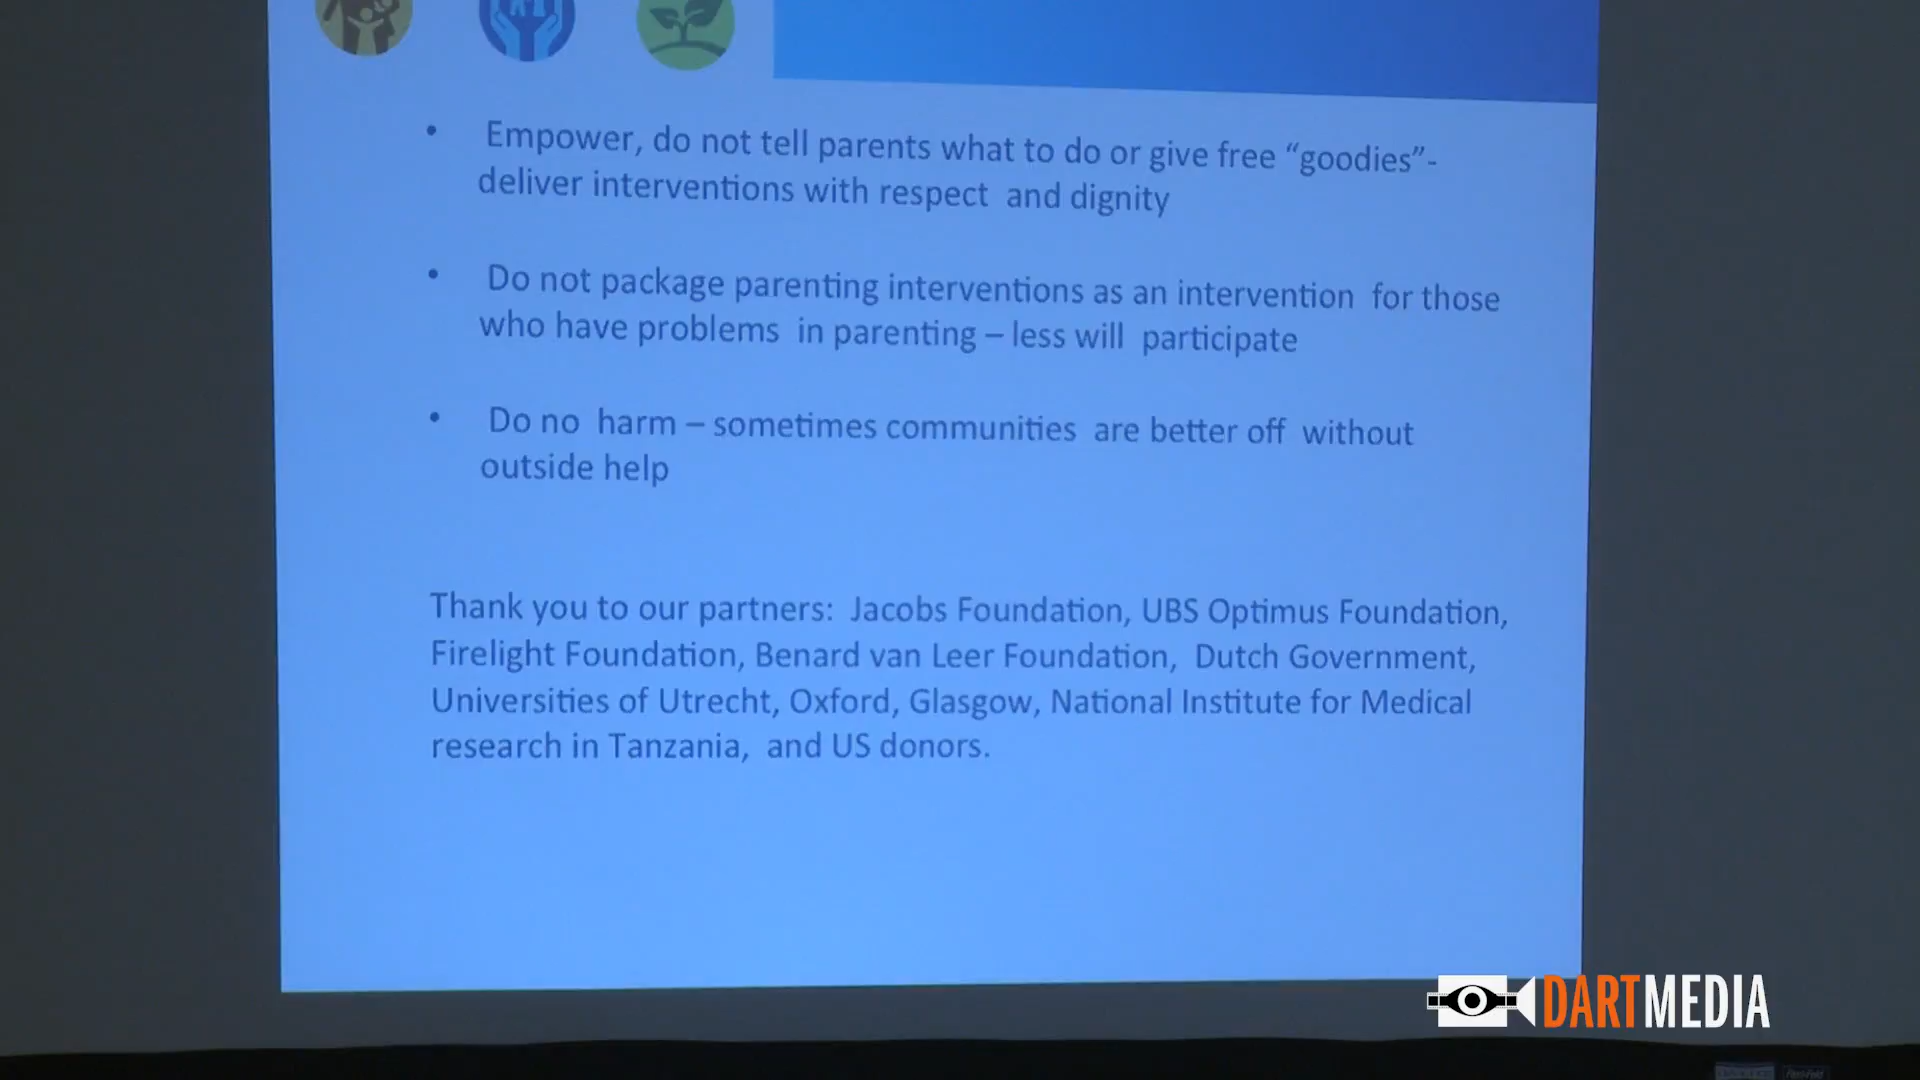 • Empower, do not tell parents what to do or give free “goodies”-
deliver interventions with respect and dignity
• Do not package parenting interventions as an intervention for those
who have problems in parenting – less will participate
• Do no harm – sometimes communities are better off without
outside help
Thank you to our partners: Jacobs Foundation, UBS Optimus Foundation,
Firelight Foundation, Benard van Leer Foundation, Dutch Government,
Universities of Utrecht, Oxford, Glasgow, National Institute for Medical
research in Tanzania, and US donors.
DARTMEDIA